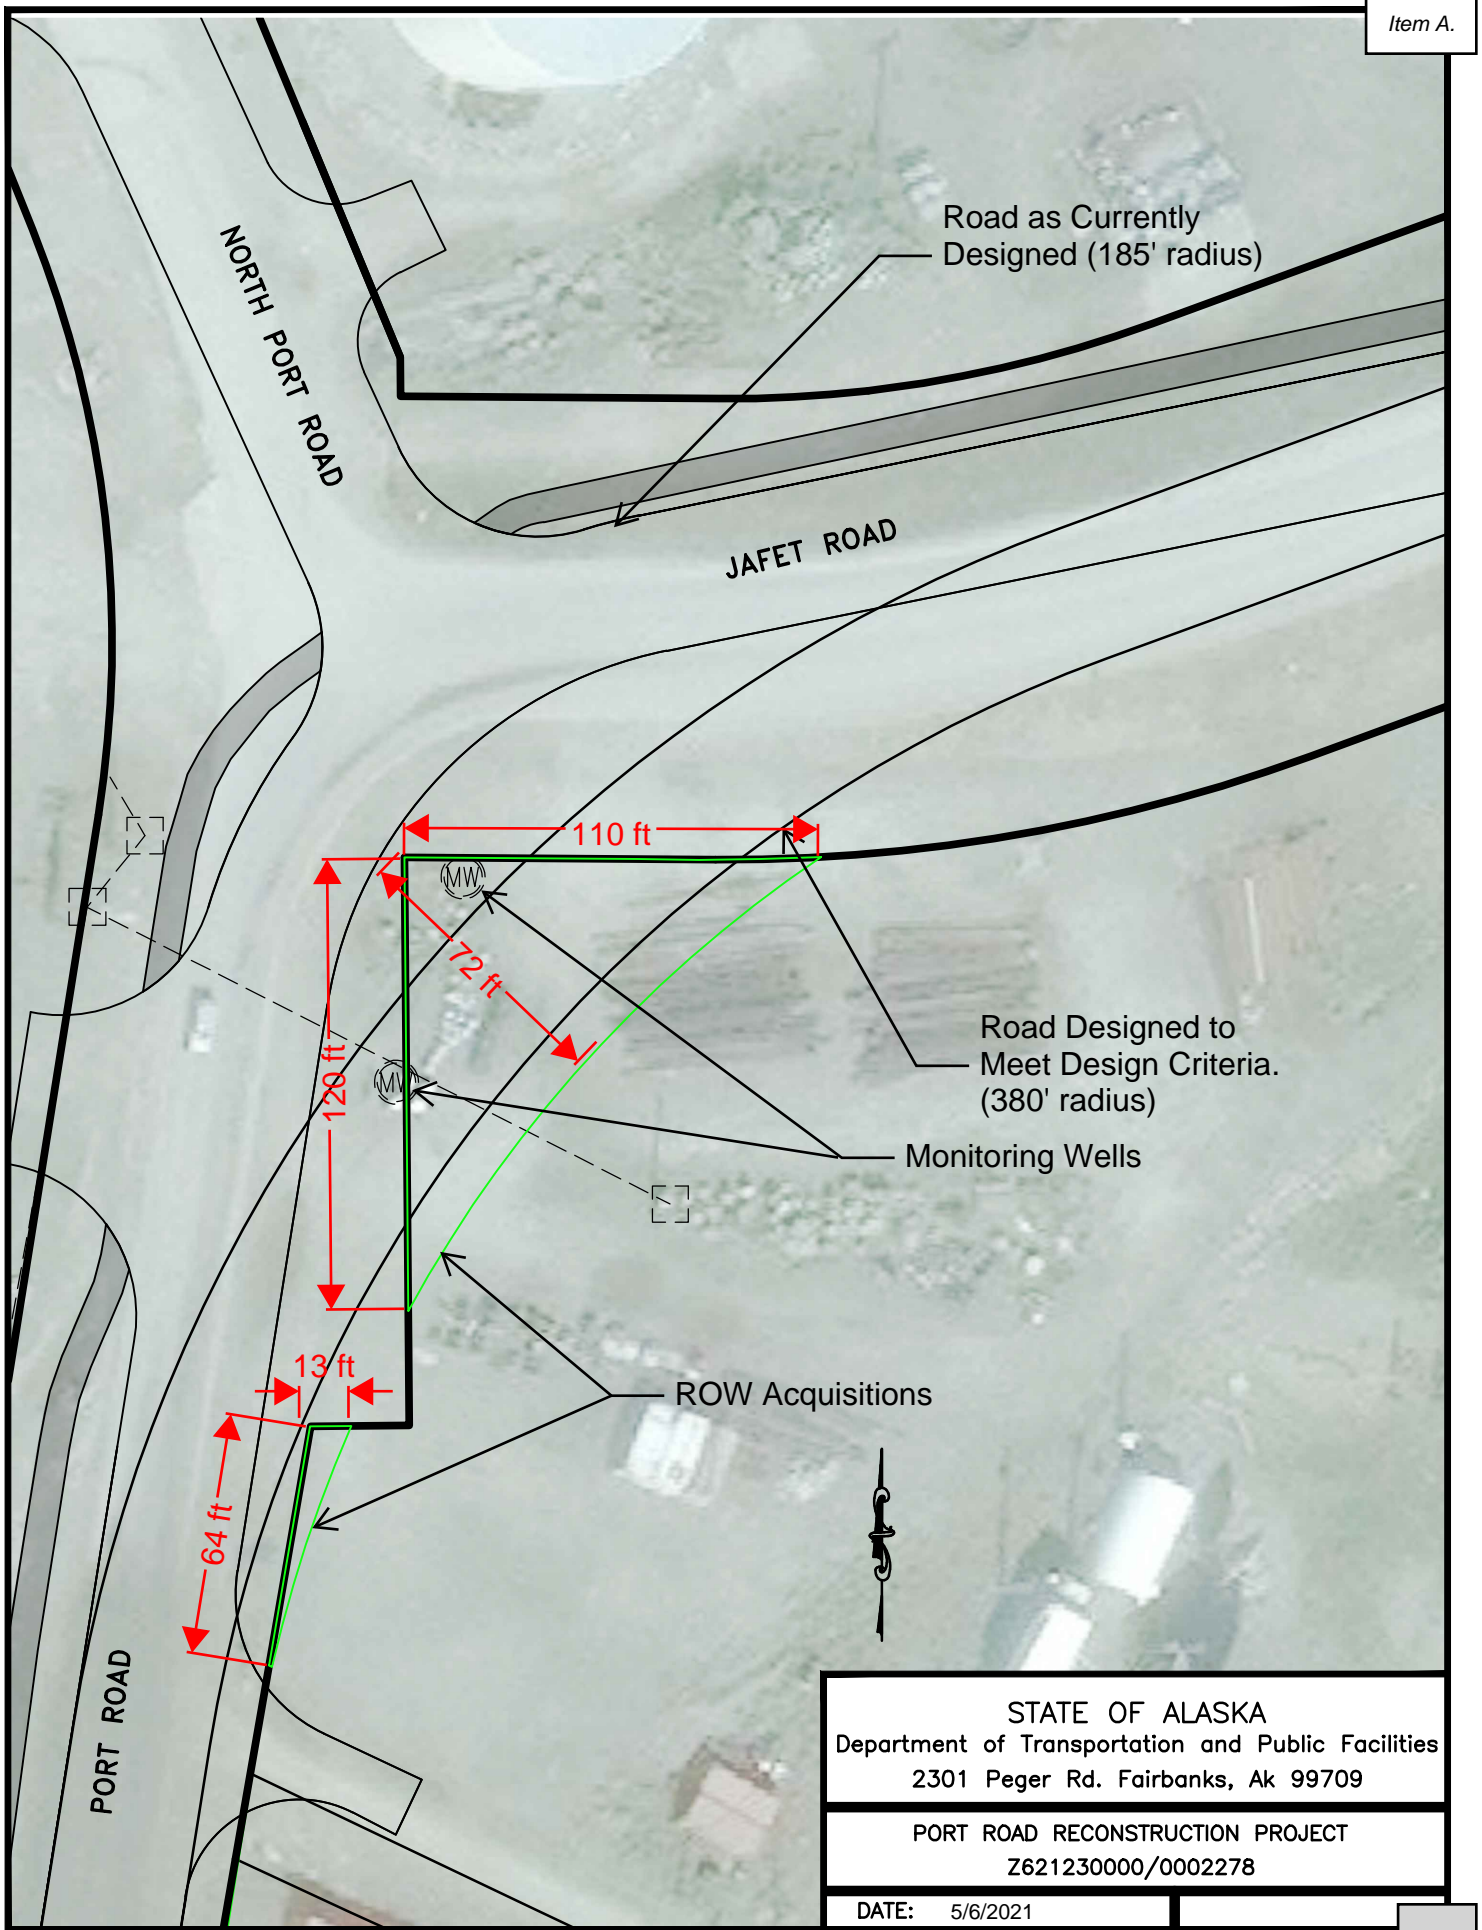 Item A.
Road as Currently
Designed (185' radius)
NORTH PORT ROAD
JAFET ROAD
110 ft
MW
72 ft
120 ft
MW
Road Designed to
Meet Design Criteria.
(380' radius)
Monitoring Wells
13 ft
ROW Acquisitions
64 ft
PORT ROAD
STATE OF ALASKA
Department of Transportation and Public Facilities
2301 Peger Rd. Fairbanks, Ak 99709
PORT ROAD RECONSTRUCTION PROJECT
Z621230000/0002278
DATE: 5/6/2021